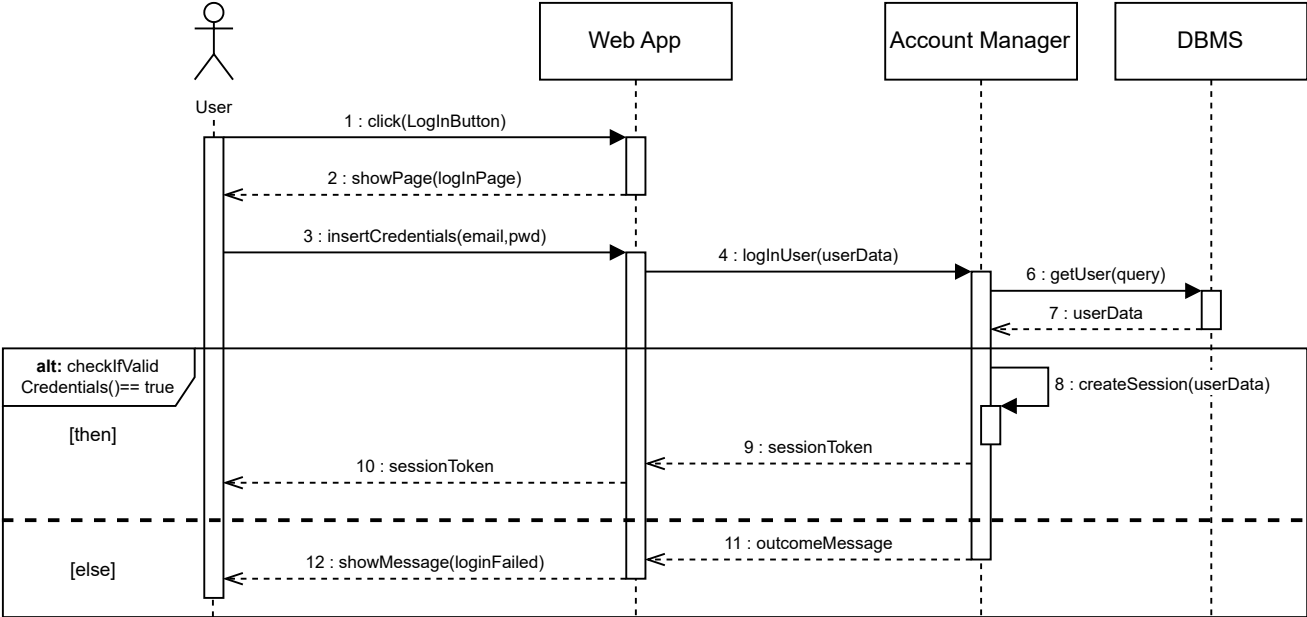 Web App
Account Manager
DBMS
User
1 : click(LogInButton)
2 : showPage(logInPage)
3 : insertCredentials(email,pwd)
4 : logInUser(userData)
6 : getUser(query)
7 : userData
alt: checkIfValid
Credentials()== true
8 : createSession(userData)
[then]
9 : sessionToken
10 : sessionToken
11 : outcomeMessage
12 : showMessage(loginFailed)
[else]